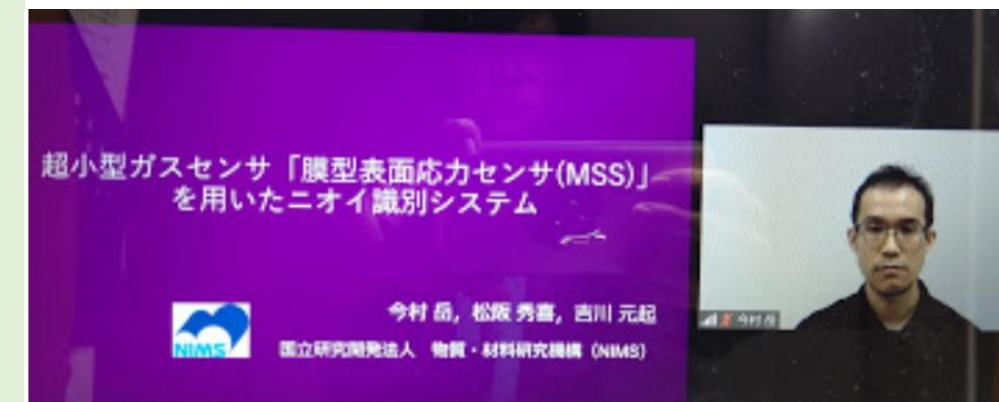 超小型ガスセンサ「膜型表面応力センサ(MSS)」
を用いたニオイ識別システム
今村 岳, 松阪 秀喜, 吉川 元起
NIMS
国立研究開発法人 物質・材料研究機構 (NIMS)
今村 岳